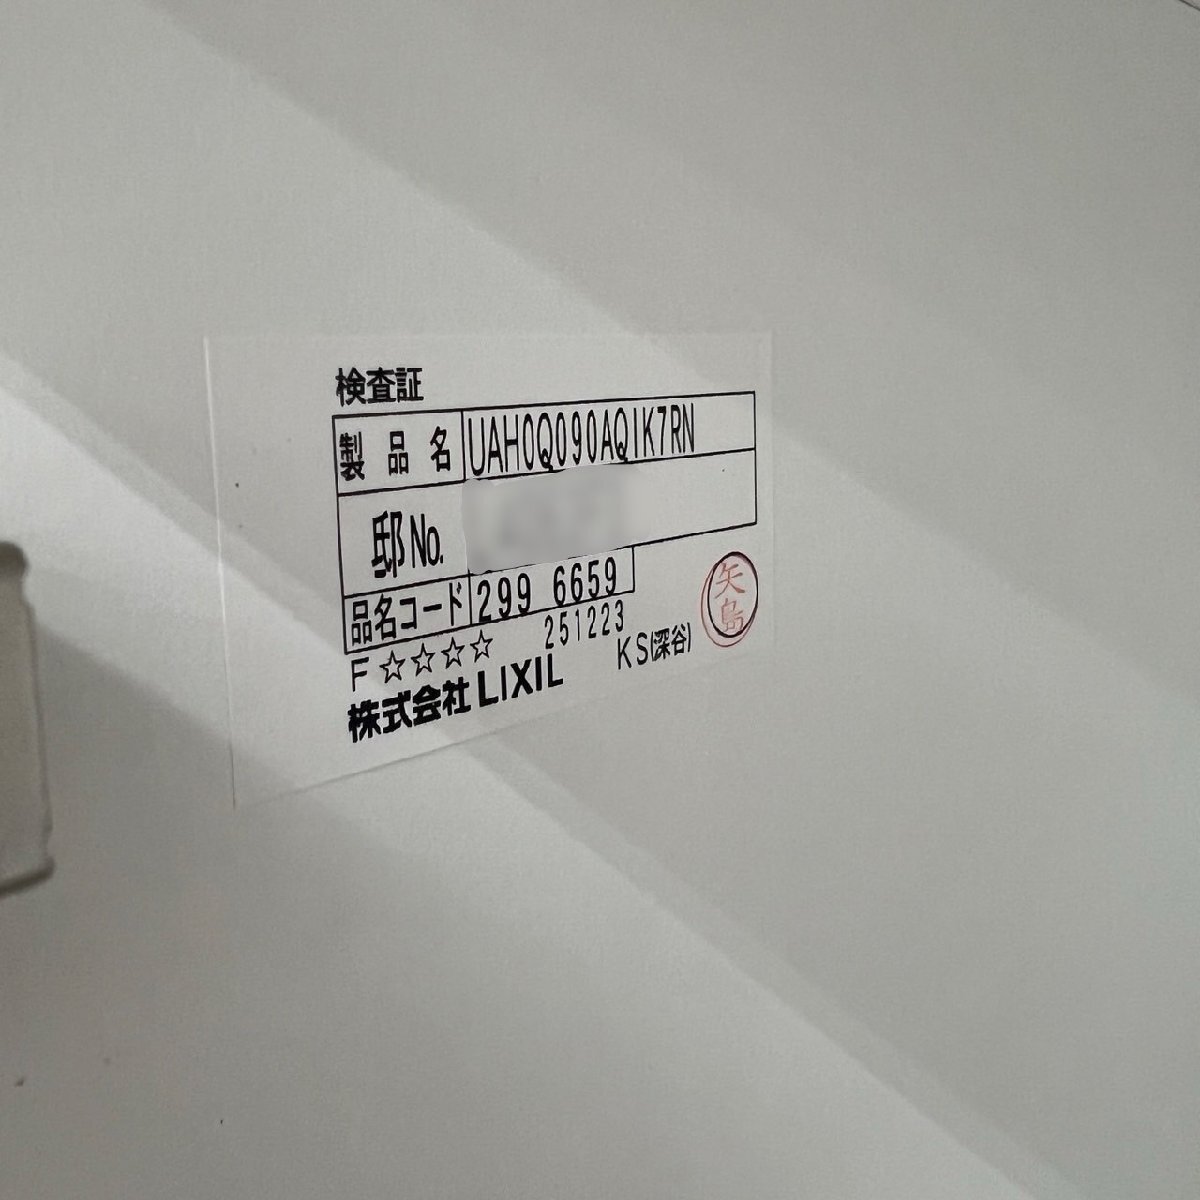 検査証
製品名 UAH0Q090AQIK7RN
邸No.
品名コード 299 6659
F☆☆☆☆ 251223
株式会社LIXIL KS(深谷)
矢島